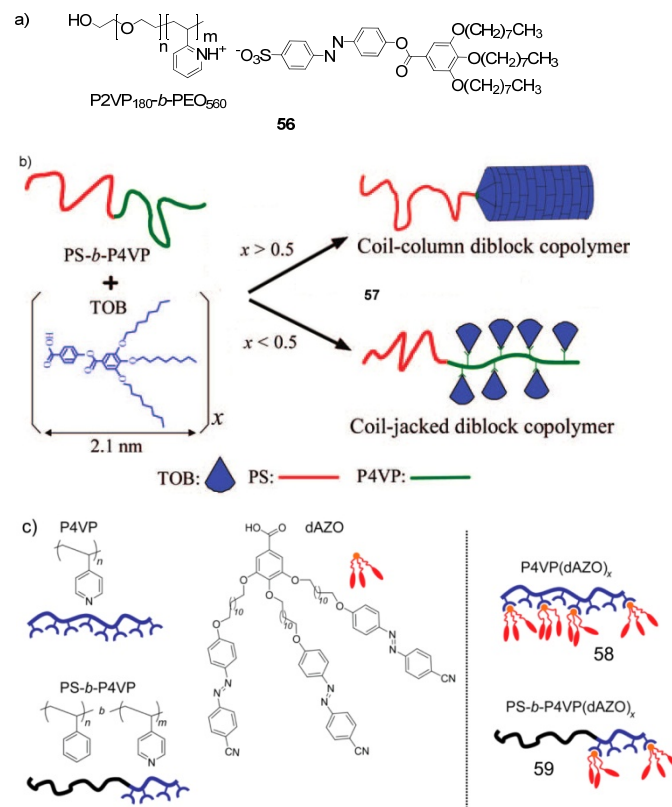 a)
HO
O
n
m
NH+
P2VP180-b-PEO560
-O3S
N
N
O
O
O(CH2)7CH3
O(CH2)7CH3
O(CH2)7CH3
56
b)
PS-b-P4VP
+
TOB
HO
O
O
O
O
O
O
x
2.1 nm
x > 0.5
Coil-column diblock copolymer
57
x < 0.5
Coil-jacked diblock copolymer
TOB: PS: P4VP:
c)
P4VP
n
N
dAZO
HO
O
O
O
O
10
10
10
O
O
O
N
N
N
N
N
N
CN
CN
CN
PS-b-P4VP
n
b
m
N
P4VP(dAZO)x
58
PS-b-P4VP(dAZO)x
59